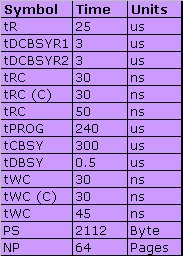 Symbol Time Units
tR 25 us
tDCBSYR1 3 us
tDCBSYR2 3 us
tRC 30 ns
tRC (C) 30 ns
tRC 50 ns
tPROG 240 us
tCBSY 300 us
tDBSY 0.5 us
tWC 30 ns
tWC (C) 30 ns
tWC 45 ns
PS 2112 Byte
NP 64 Pages